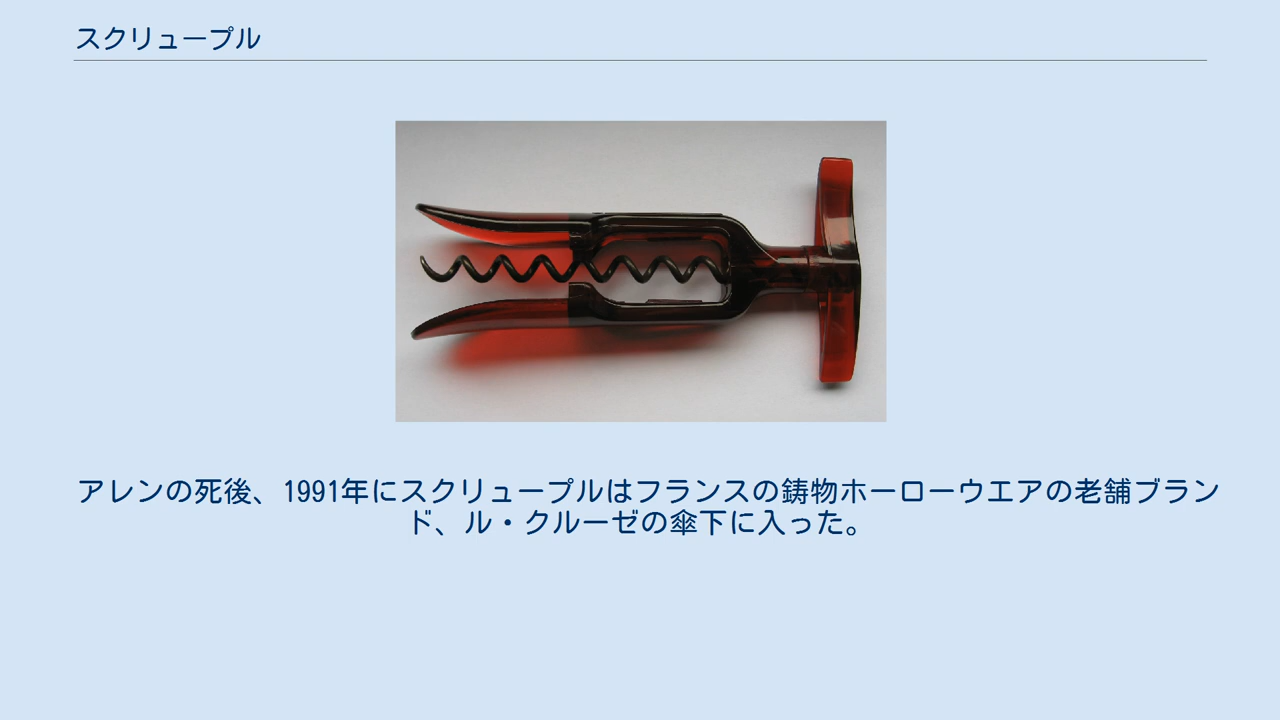 スクリュープル
アレンの死後、1991年にスクリュープルはフランスの鋳物ホーローウエアの老舗ブラン
ド、ル・クルーゼの傘下に入った。